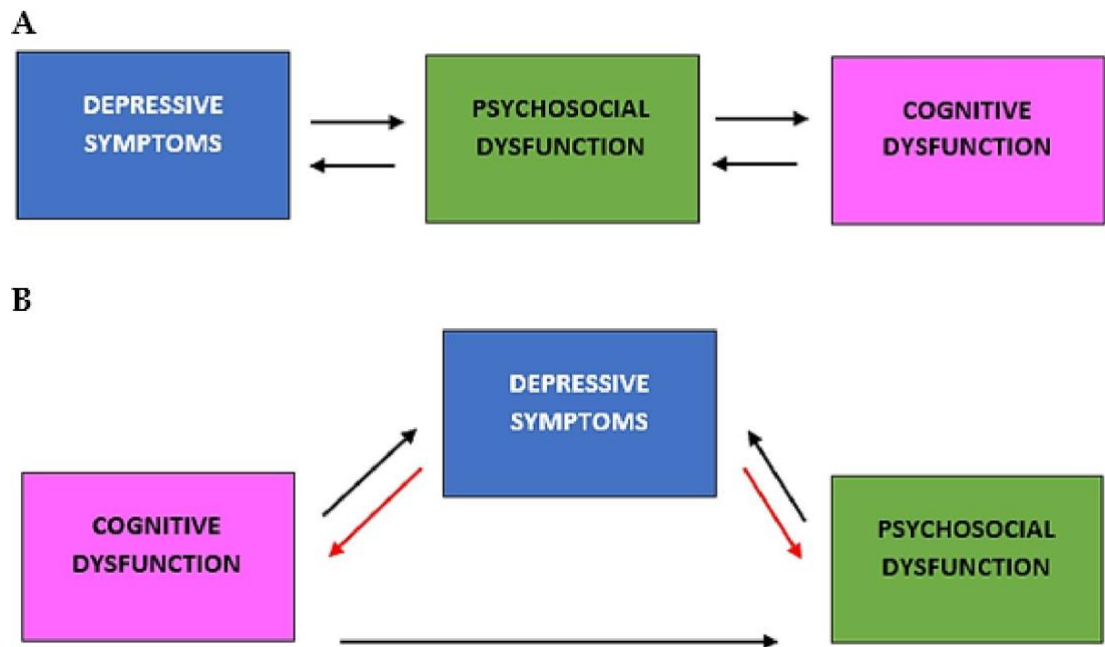 A
DEPRESSIVE
SYMPTOMS
PSYCHOSOCIAL
DYSFUNCTION
COGNITIVE
DYSFUNCTION
B
DEPRESSIVE
SYMPTOMS
COGNITIVE
DYSFUNCTION
PSYCHOSOCIAL
DYSFUNCTION